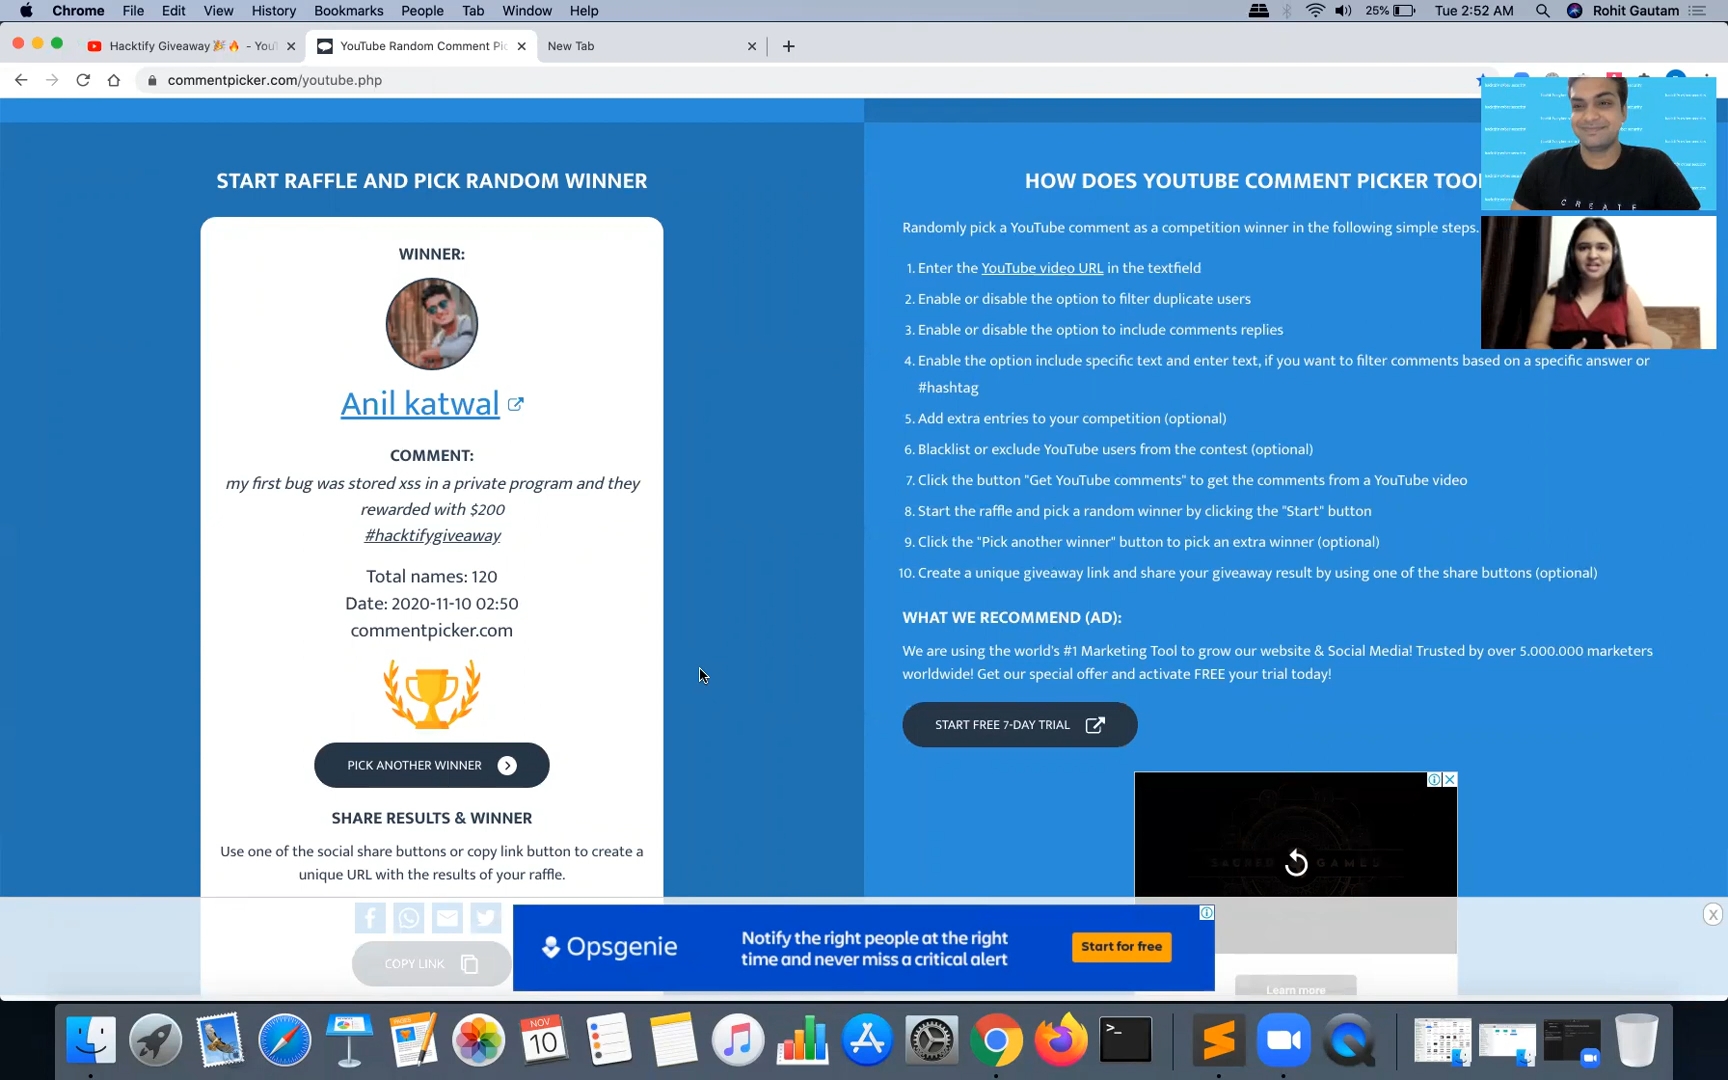 Chrome File Edit View History Bookmarks People Tab Window Help 25% Tue 2:52 AM Rohit Gautam
Hacktify Giveaway🎉🔥 - You YouTube Random Comment Pic New Tab
commentpicker.com/youtube.php
START RAFFLE AND PICK RANDOM WINNER
WINNER:
Anil katwal
COMMENT:
my first bug was stored xss in a private program and they
rewarded with $200
#hacktifygiveaway
Total names: 120
Date: 2020-11-10 02:50
commentpicker.com
PICK ANOTHER WINNER
SHARE RESULTS & WINNER
Use one of the social share buttons or copy link button to create a
unique URL with the results of your raffle.
COPY LINK
HOW DOES YOUTUBE COMMENT PICKER TOO
Randomly pick a YouTube comment as a competition winner in the following simple steps.
1. Enter the YouTube video URL in the textfield
2. Enable or disable the option to filter duplicate users
3. Enable or disable the option to include comments replies
4. Enable the option include specific text and enter text, if you want to filter comments based on a specific answer or
#hashtag
5. Add extra entries to your competition (optional)
6. Blacklist or exclude YouTube users from the contest (optional)
7. Click the button "Get YouTube comments" to get the comments from a YouTube video
8. Start the raffle and pick a random winner by clicking the "Start" button
9. Click the "Pick another winner" button to pick an extra winner (optional)
10. Create a unique giveaway link and share your giveaway result by using one of the share buttons (optional)
WHAT WE RECOMMEND (AD):
We are using the world's #1 Marketing Tool to grow our website & Social Media! Trusted by over 5.000.000 marketers
worldwide! Get our special offer and activate FREE your trial today!
START FREE 7-DAY TRIAL
SACRED GAMES
Learn more
Opsgenie
Notify the right people at the right
time and never miss a critical alert
Start for free
CREATE
NOV
10
PAGES